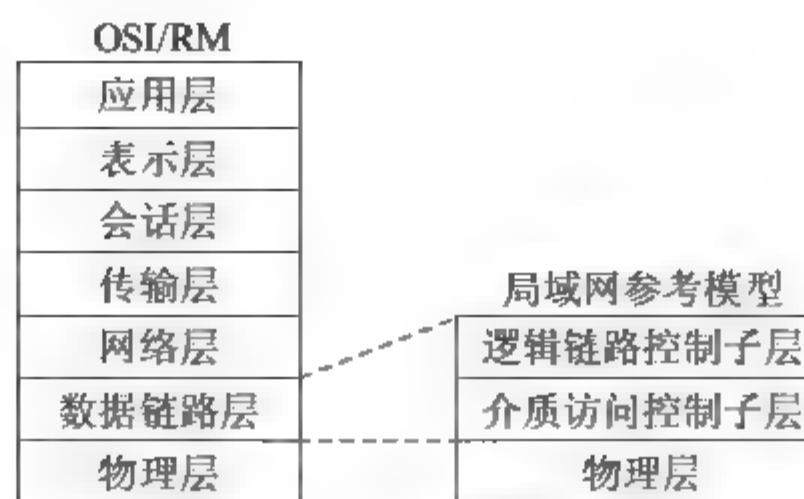 OSI/RM
应用层
表示层
会话层
传输层
网络层
数据链路层
物理层
局域网参考模型
逻辑链路控制子层
介质访问控制子层
物理层